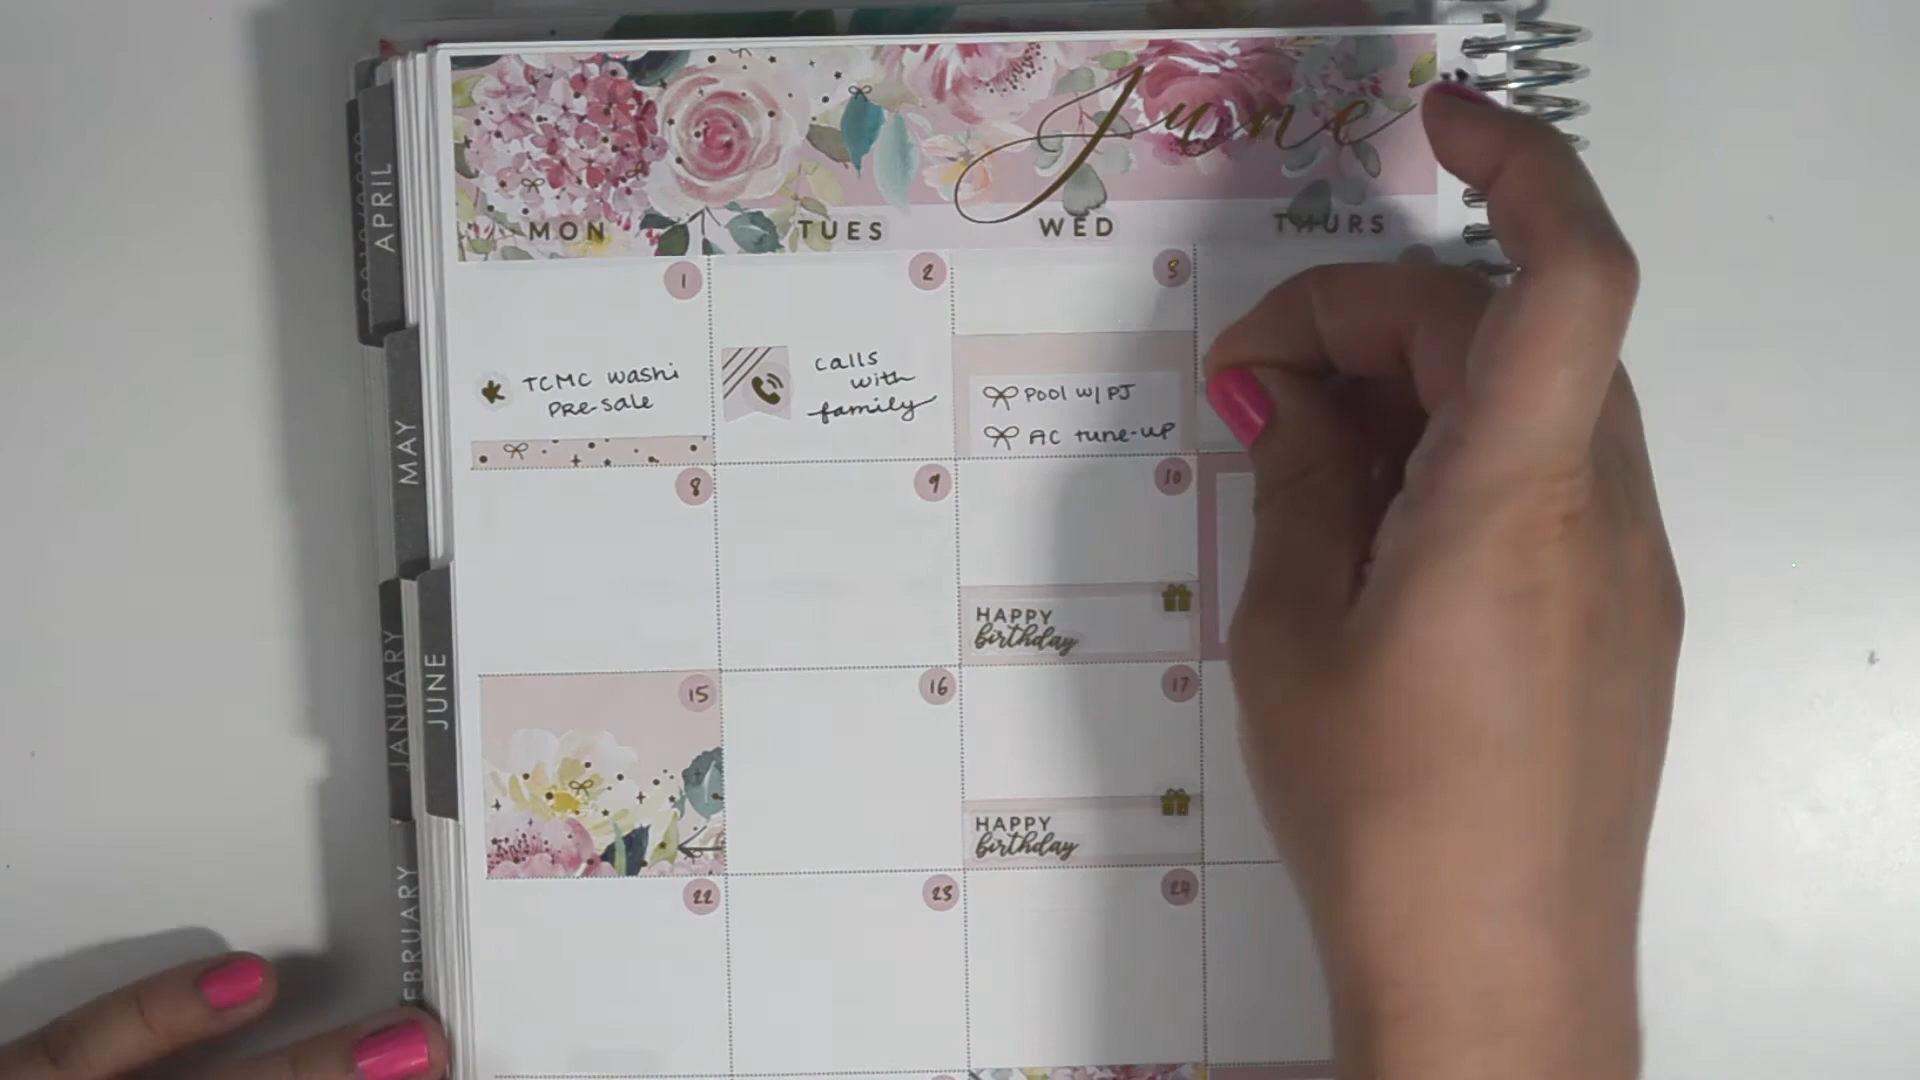 June
MON TUES WED THURS
1 2 3
TCMC washi
PRE-sale
calls
with
family
POOL w/ PJ
AC tune-up
8 9 10
HAPPY
birthday
15 16 17
HAPPY
birthday
22 23 24
APRIL
MAY
JANUARY
JUNE
FEBRUARY